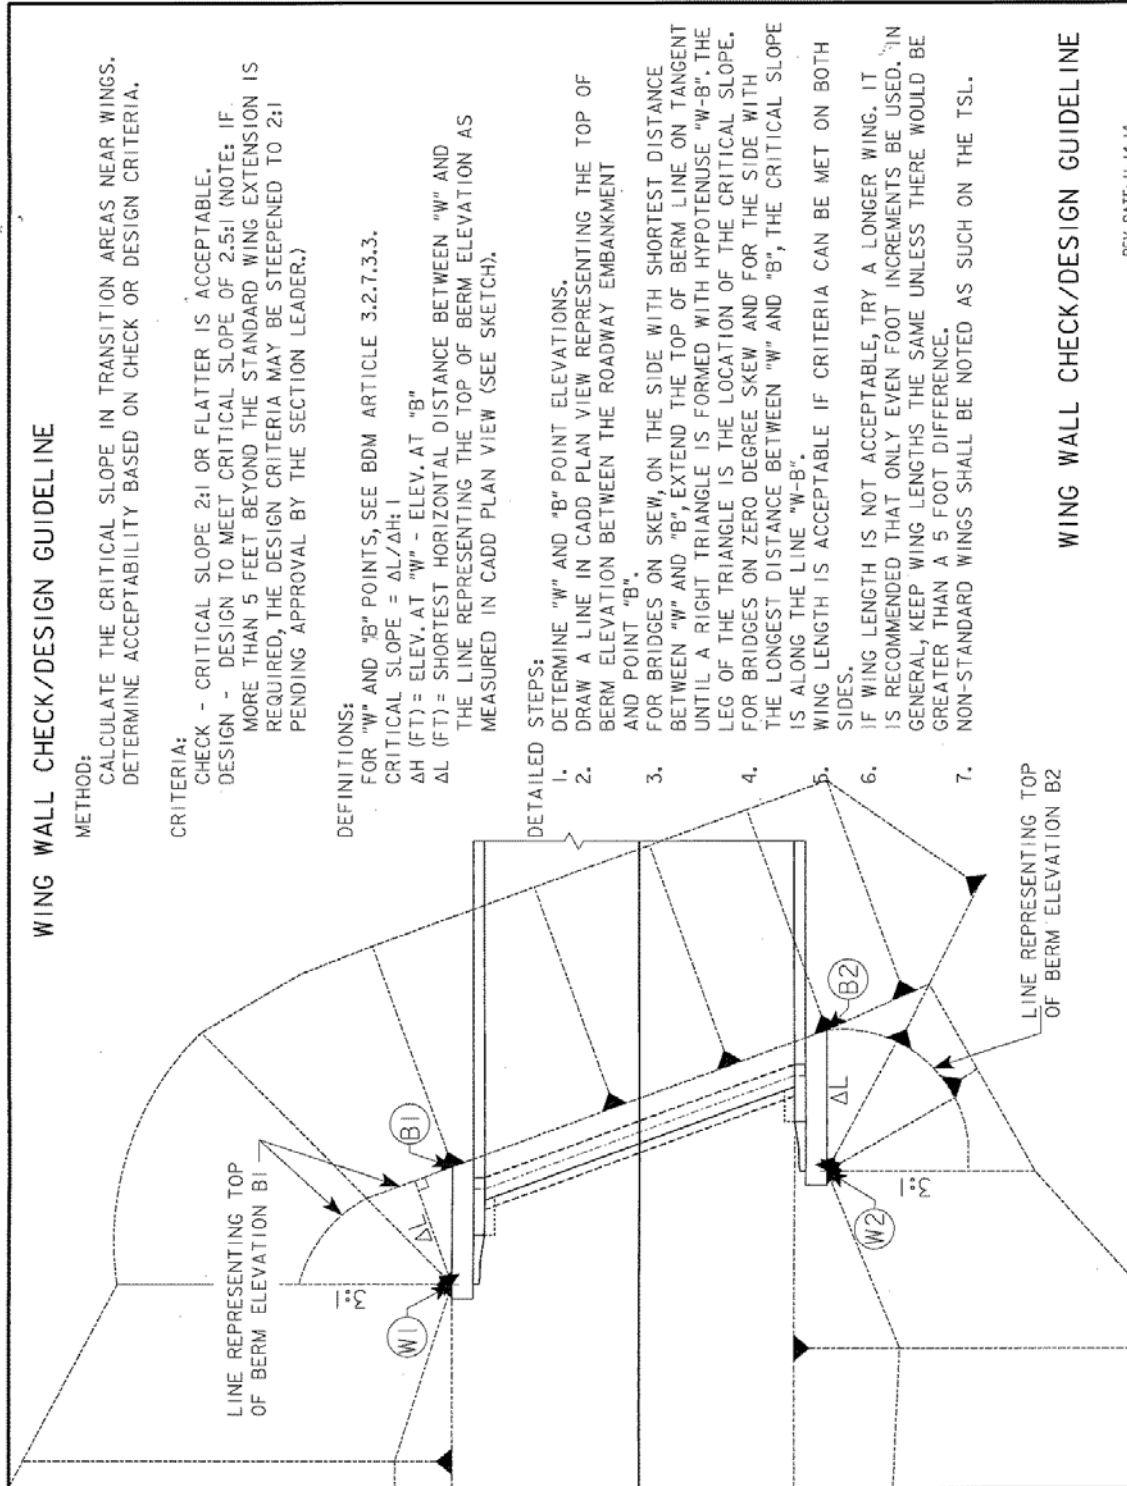 WING WALL CHECK/DESIGN GUIDELINE
METHOD:
CALCULATE THE CRITICAL SLOPE IN TRANSITION AREAS NEAR WINGS.
DETERMINE ACCEPTABILITY BASED ON CHECK OR DESIGN CRITERIA.
CRITERIA:
CHECK - CRITICAL SLOPE 2:1 OR FLATTER IS ACCEPTABLE.
DESIGN - DESIGN TO MEET CRITICAL SLOPE OF 2.5:1 (NOTE: IF
MORE THAN 5 FEET BEYOND THE STANDARD WING EXTENSION IS
REQUIRED, THE DESIGN CRITERIA MAY BE STEEPENED TO 2:1
PENDING APPROVAL BY THE SECTION LEADER.)
DEFINITIONS:
FOR "W" AND "B" POINTS, SEE BDM ARTICLE 3.2.7.3.3.
CRITICAL SLOPE = ΔL/ΔH:1
ΔH (FT) = ELEV. AT "W" - ELEV. AT "B"
ΔL (FT) = SHORTEST HORIZONTAL DISTANCE BETWEEN "W" AND
THE LINE REPRESENTING THE TOP OF BERM ELEVATION AS
MEASURED IN CADD PLAN VIEW (SEE SKETCH).
DETAILED STEPS:
1. DETERMINE "W" AND "B" POINT ELEVATIONS.
2. DRAW A LINE IN CADD PLAN VIEW REPRESENTING THE TOP OF
BERM ELEVATION BETWEEN THE ROADWAY EMBANKMENT
AND POINT "B".
3. FOR BRIDGES ON SKEW, ON THE SIDE WITH SHORTEST DISTANCE
BETWEEN "W" AND "B", EXTEND THE TOP OF BERM LINE ON TANGENT
UNTIL A RIGHT TRIANGLE IS FORMED WITH HYPOTENUSE "W-B". THE
LEG OF THE TRIANGLE IS THE LOCATION OF THE CRITICAL SLOPE.
4. FOR BRIDGES ON ZERO DEGREE SKEW AND FOR THE SIDE WITH
THE LONGEST DISTANCE BETWEEN "W" AND "B", THE CRITICAL SLOPE
IS ALONG THE LINE "W-B".
5. WING LENGTH IS ACCEPTABLE IF CRITERIA CAN BE MET ON BOTH
SIDES.
6. IF WING LENGTH IS NOT ACCEPTABLE, TRY A LONGER WING. IT
IS RECOMMENDED THAT ONLY EVEN FOOT INCREMENTS BE USED. IN
GENERAL, KEEP WING LENGTHS THE SAME UNLESS THERE WOULD BE
GREATER THAN A 5 FOOT DIFFERENCE.
7. NON-STANDARD WINGS SHALL BE NOTED AS SUCH ON THE TSL.
LINE REPRESENTING TOP
OF BERM ELEVATION B1
3:1
ΔL
W1
B1
B2
ΔL
3:1
W2
LINE REPRESENTING TOP
OF BERM ELEVATION B2
WING WALL CHECK/DESIGN GUIDELINE
REV. DATE: